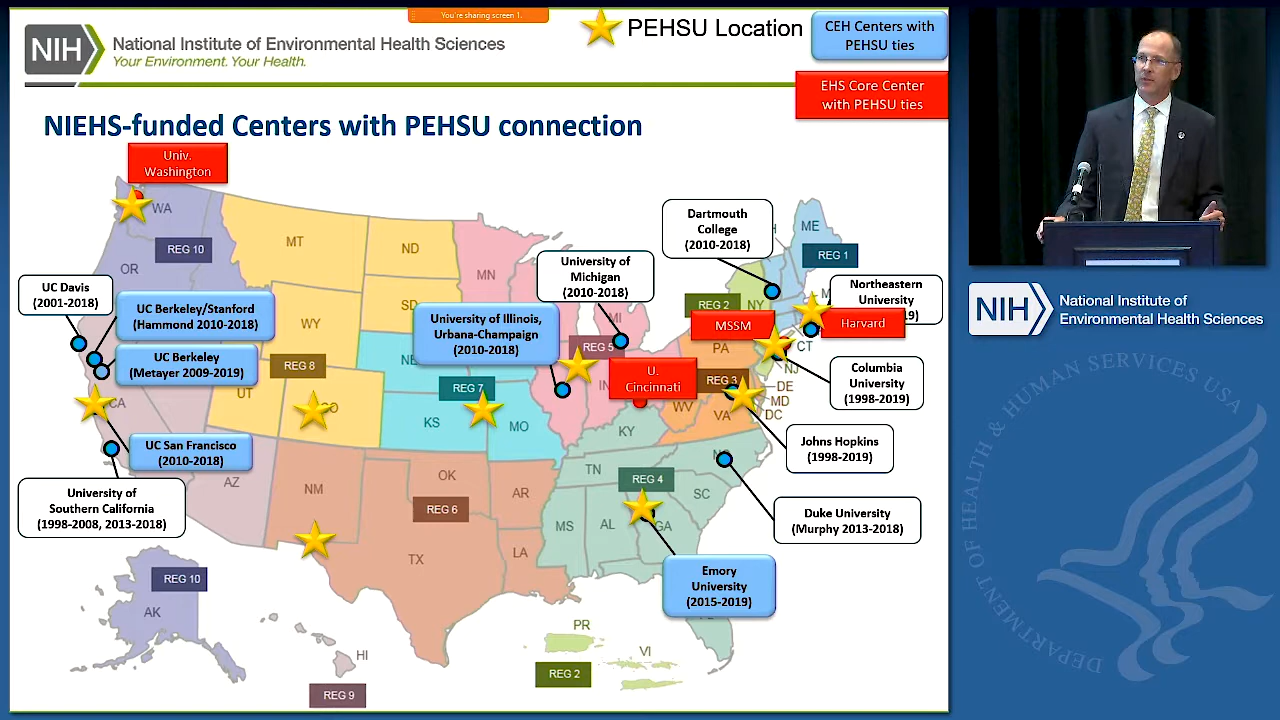 You're sharing screen 1.
NIH
National Institute of Environmental Health Sciences
Your Environment. Your Health.
PEHSU Location
CEH Centers with
PEHSU ties
EHS Core Center
with PEHSU ties
NIEHS-funded Centers with PEHSU connection
Univ.
Washington
WA
REG 10
OR
MT
ND
MN
SD
WY
REG 8
UT
CA
AZ
NM
NE
REG 7
KS
MO
OK
REG 6
AR
TX
LA
REG 5
MI
IN
KY
TN
REG 4
MS
AL
GA
SC
WV
VA
REG 3
PA
NY
REG 2
ME
REG 1
CT
NJ
DE
MD
DC
UC Davis
(2001-2018)
UC Berkeley/Stanford
(Hammond 2010-2018)
UC Berkeley
(Metayer 2009-2019)
UC San Francisco
(2010-2018)
University of
Southern California
(1998-2008, 2013-2018)
University of Illinois,
Urbana-Champaign
(2010-2018)
University of
Michigan
(2010-2018)
U.
Cincinnati
Dartmouth
College
(2010-2018)
Northeastern
University
19)
MSSM
Harvard
Columbia
University
(1998-2019)
Johns Hopkins
(1998-2019)
Duke University
(Murphy 2013-2018)
Emory
University
(2015-2019)
REG 10
AK
HI
REG 9
PR
VI
REG 2
NIH
National Institute of
Environmental Health Sciences
DEPARTMENT OF HEALTH & HUMAN SERVICES USA